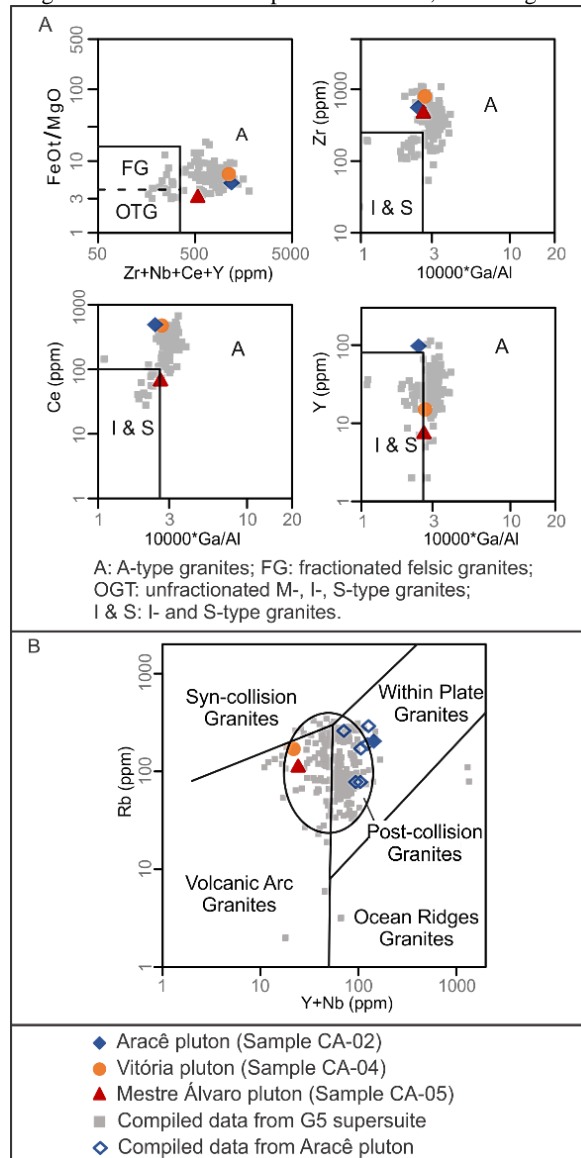 A
500
100
FeOt/MgO
10
3
1
FG
OTG
A
50
500
5000
Zr+Nb+Ce+Y (ppm)
1000
Zr (ppm)
100
10
A
I & S
1
3
10
20
10000*Ga/Al
1000
Ce (ppm)
100
10
1
A
I & S
1
3
10
20
10000*Ga/Al
Y (ppm)
100
10
1
A
I & S
1
3
10
20
10000*Ga/Al
A: A-type granites; FG: fractionated felsic granites;
OGT: unfractionated M-, I-, S-type granites;
I & S: I- and S-type granites.
B
1000
Rb (ppm)
100
10
1
Syn-collision
Granites
Within Plate
Granites
Post-collision
Granites
Volcanic Arc
Granites
Ocean Ridges
Granites
1
10
100
1000
Y+Nb (ppm)
Aracê pluton (Sample CA-02)
Vitória pluton (Sample CA-04)
Mestre Álvaro pluton (Sample CA-05)
Compiled data from G5 supersuite
Compiled data from Aracê pluton